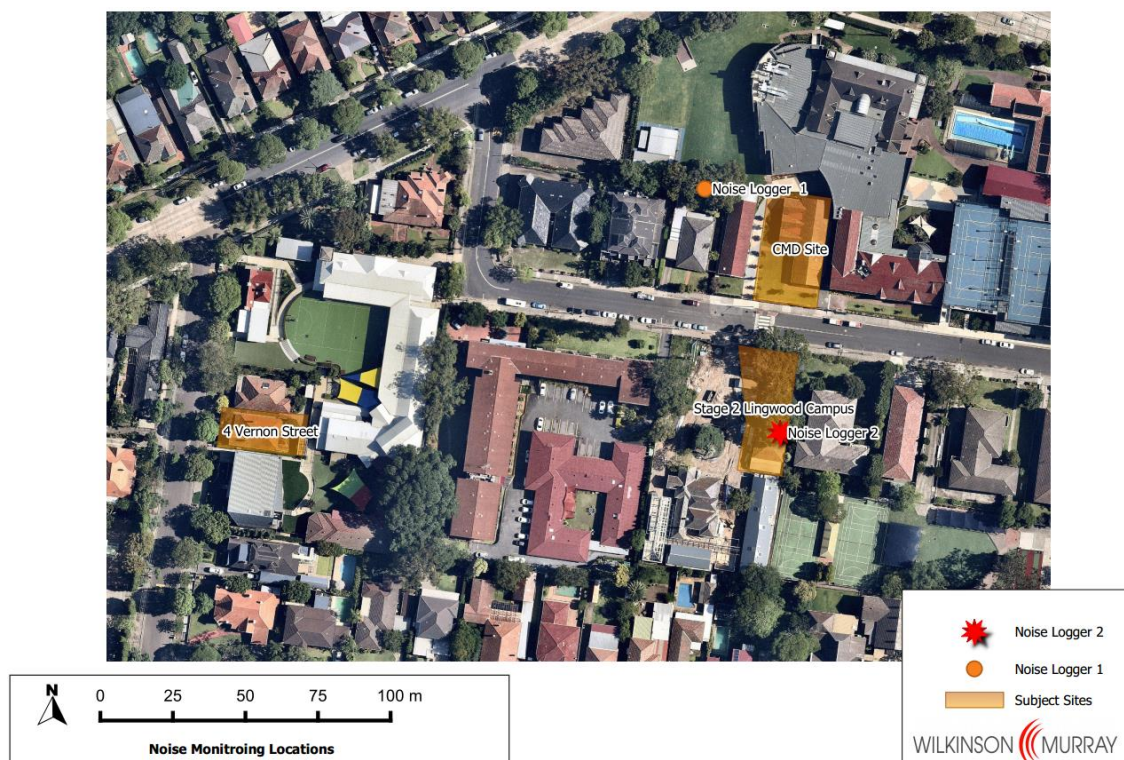 Noise Logger 1
CMD Site
Stage 2 Lingwood Campus
4 Vernon Street
Noise Logger 2
N
0 25 50 75 100 m
Noise Monitroing Locations
Noise Logger 2
Noise Logger 1
Subject Sites
WILKINSON MURRAY